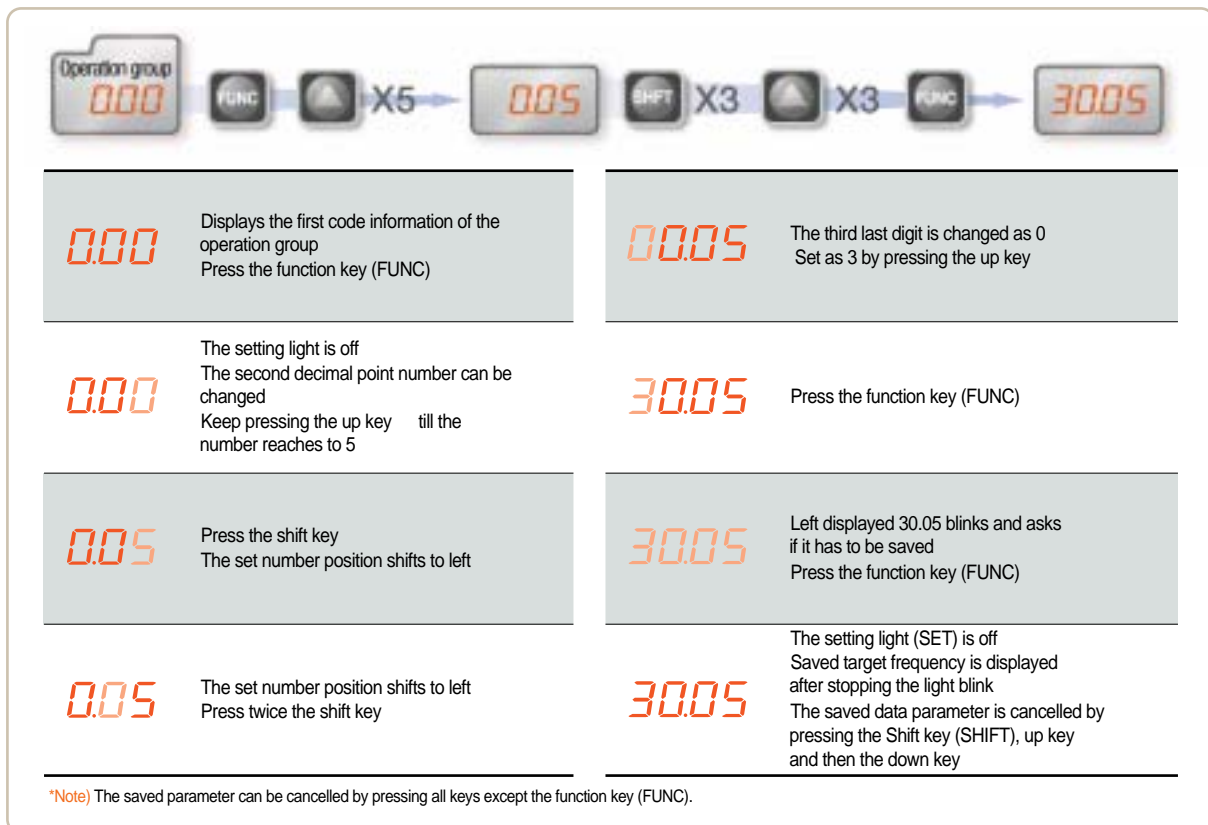 Operation group
0.00
FUNC
X5
0.05
SHFT
X3
X3
FUNC
30.05
0.00
Displays the first code information of the
operation group
Press the function key (FUNC)
0.00
The setting light is off
The second decimal point number can be
changed
Keep pressing the up key till the
number reaches to 5
0.05
Press the shift key
The set number position shifts to left
0.05
The set number position shifts to left
Press twice the shift key
00.05
The third last digit is changed as 0
Set as 3 by pressing the up key
30.05
Press the function key (FUNC)
30.05
Left displayed 30.05 blinks and asks
if it has to be saved
Press the function key (FUNC)
30.05
The setting light (SET) is off
Saved target frequency is displayed
after stopping the light blink
The saved data parameter is cancelled by
pressing the Shift key (SHIFT), up key
and then the down key
*Note) The saved parameter can be cancelled by pressing all keys except the function key (FUNC).